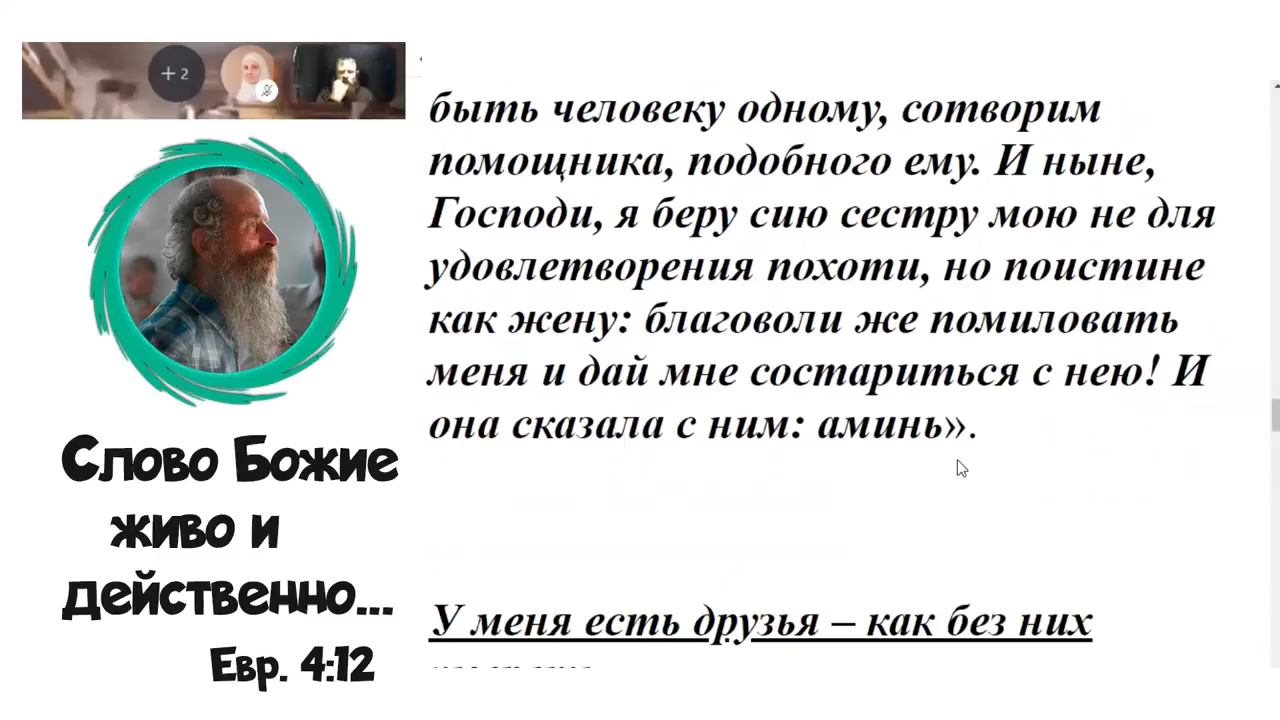 +2
быть человеку одному, сотворим
помощника, подобного ему. И ныне,
Господи, я беру сию сестру мою не для
удовлетворения похоти, но поистине
как жену: благоволи же помиловать
меня и дай мне состариться с нею! И
она сказала с ним: аминь».
Слово Божие
живо и
действенно...
Евр. 4:12
У меня есть друзья – как без них